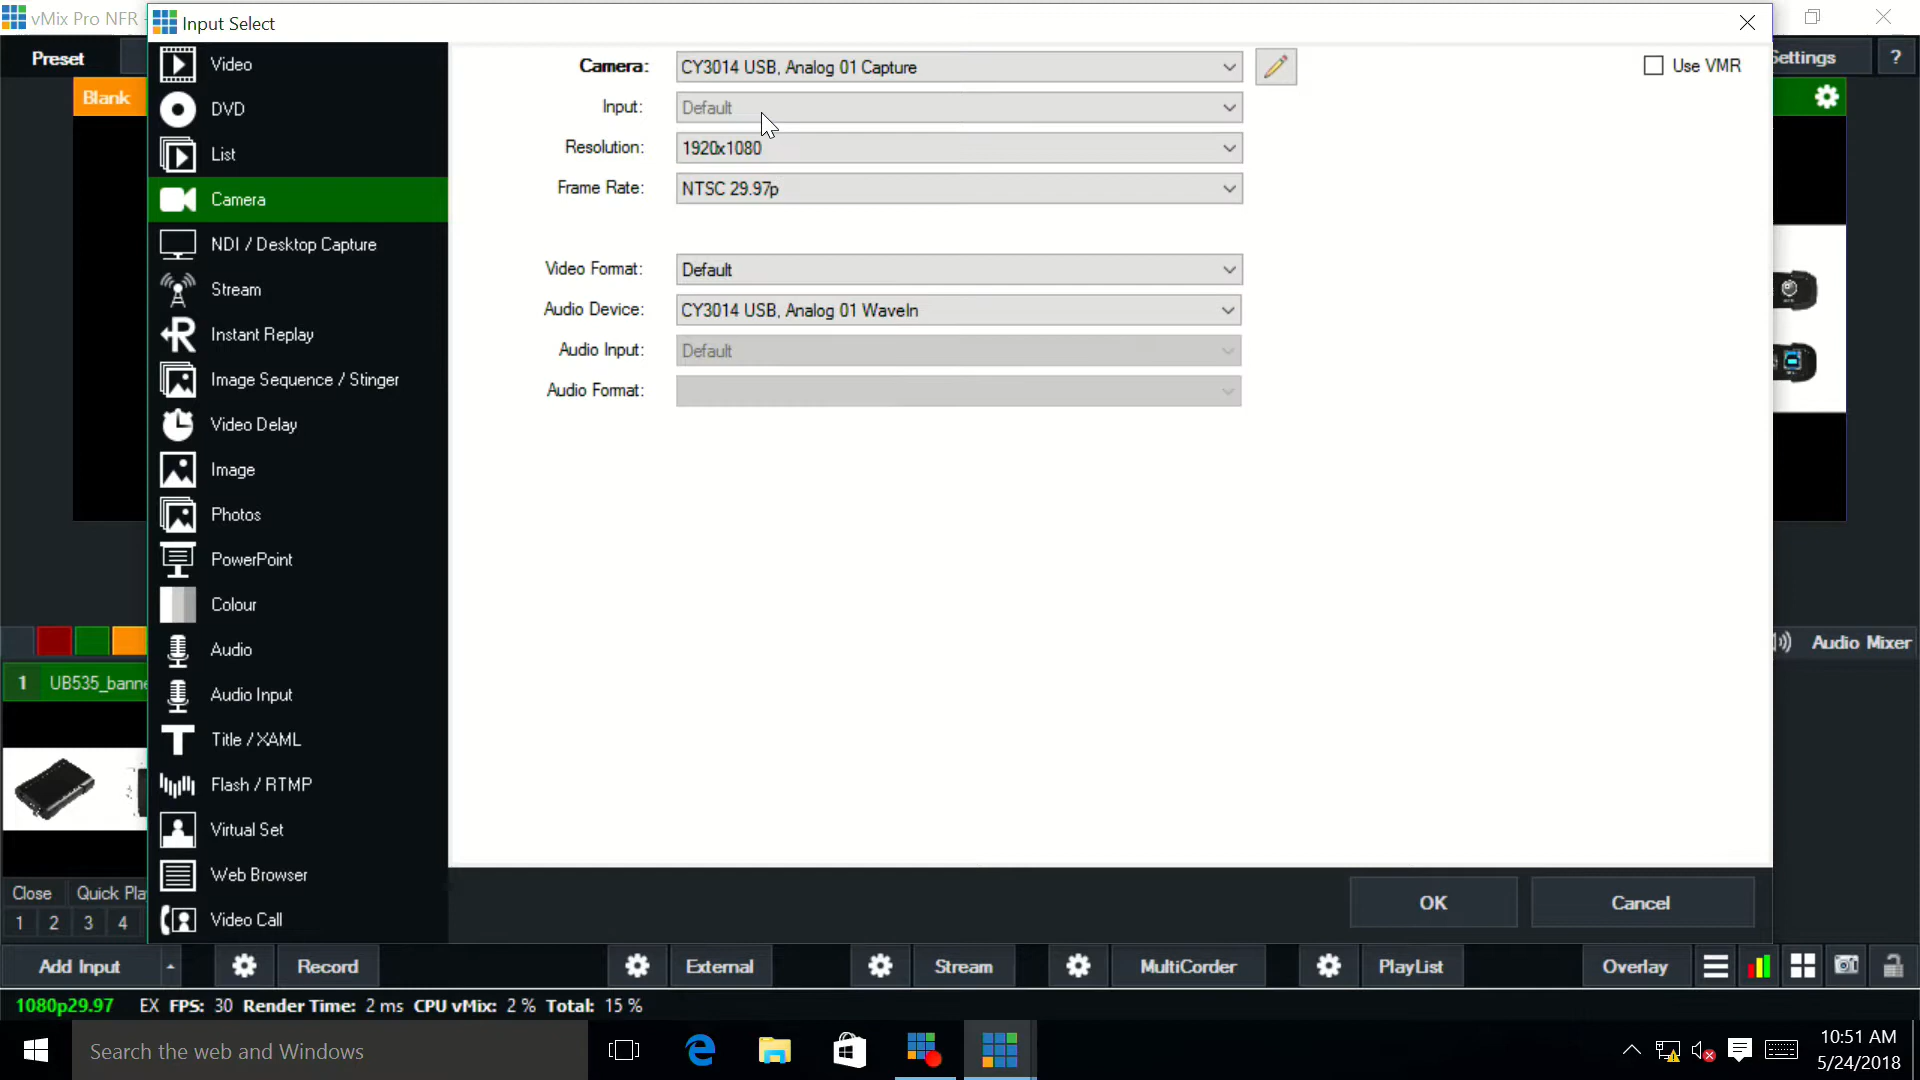 vMix Pro NFR -
Input Select
Preset
Settings
?
Blank
Video
DVD
List
Camera
NDI / Desktop Capture
Stream
Instant Replay
Image Sequence / Stinger
Video Delay
Image
Photos
PowerPoint
Colour
Audio
Audio Input
Title / XAML
Flash / RTMP
Virtual Set
Web Browser
Video Call
Camera: CY3014 USB, Analog 01 Capture
Use VMR
Input: Default
Resolution: 1920x1080
Frame Rate: NTSC 29.97p
Video Format: Default
Audio Device: CY3014 USB, Analog 01 WaveIn
Audio Input: Default
Audio Format:
OK Cancel
Audio Mixer
1 UB535_banne
Close Quick Pla
1 2 3 4
Add Input Record External Stream MultiCorder PlayList Overlay
1080p29.97 EX FPS: 30 Render Time: 2 ms CPU vMix: 2 % Total: 15 %
Search the web and Windows
10:51 AM
5/24/2018